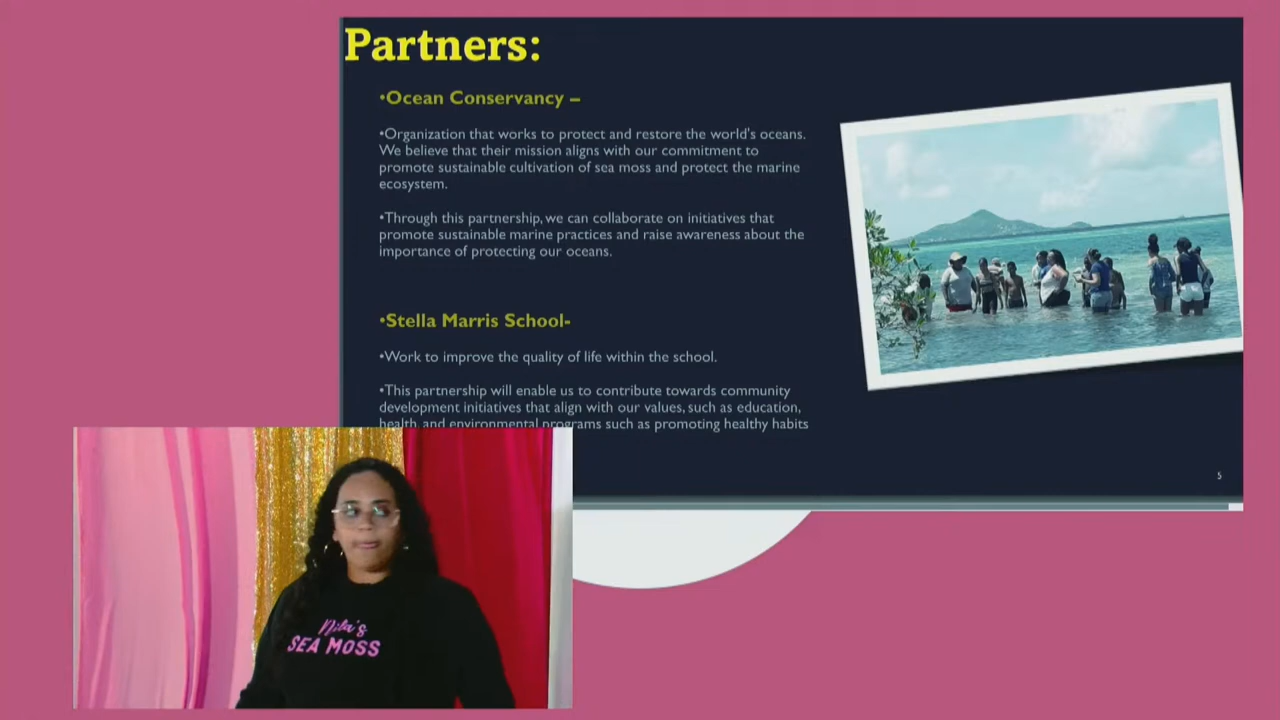 Partners:
•Ocean Conservancy –
•Organization that works to protect and restore the world's oceans.
We believe that their mission aligns with our commitment to
promote sustainable cultivation of sea moss and protect the marine
ecosystem.
•Through this partnership, we can collaborate on initiatives that
promote sustainable marine practices and raise awareness about the
importance of protecting our oceans.
•Stella Marris School-
•Work to improve the quality of life within the school.
•This partnership will enable us to contribute towards community
development initiatives that align with our values, such as education,
health, and environmental programs such as promoting healthy habits
5
Nita's
SEA MOSS